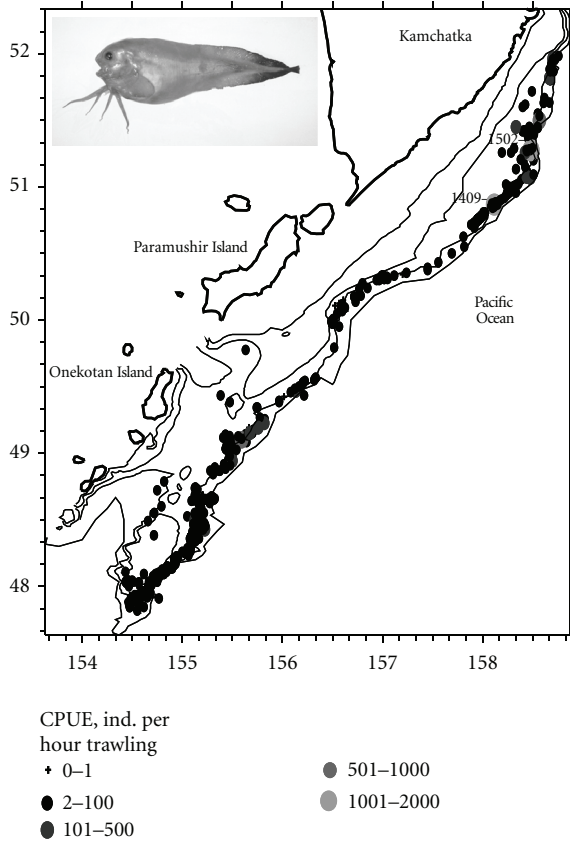 52
Kamchatka
1502
51
1409
Paramushir Island
50
Pacific
Ocean
Onekotan Island
49
48
154
155
156
157
158
CPUE, ind. per
hour trawling
0–1
2–100
101–500
501–1000
1001–2000